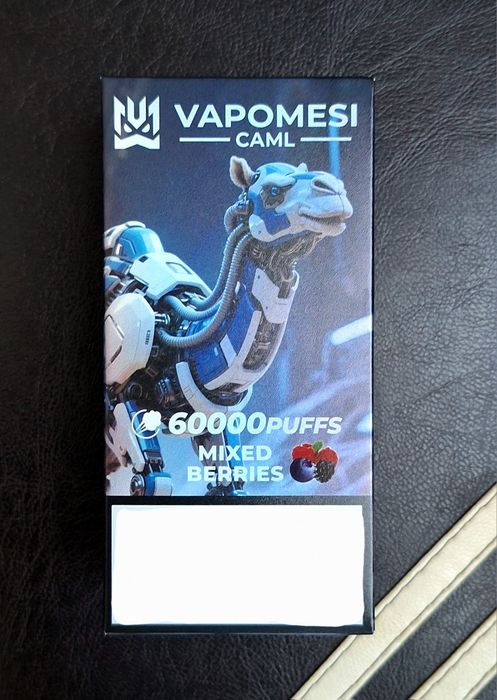 VAPOMESI
CAML
60000PUFFS
MIXED
BERRIES